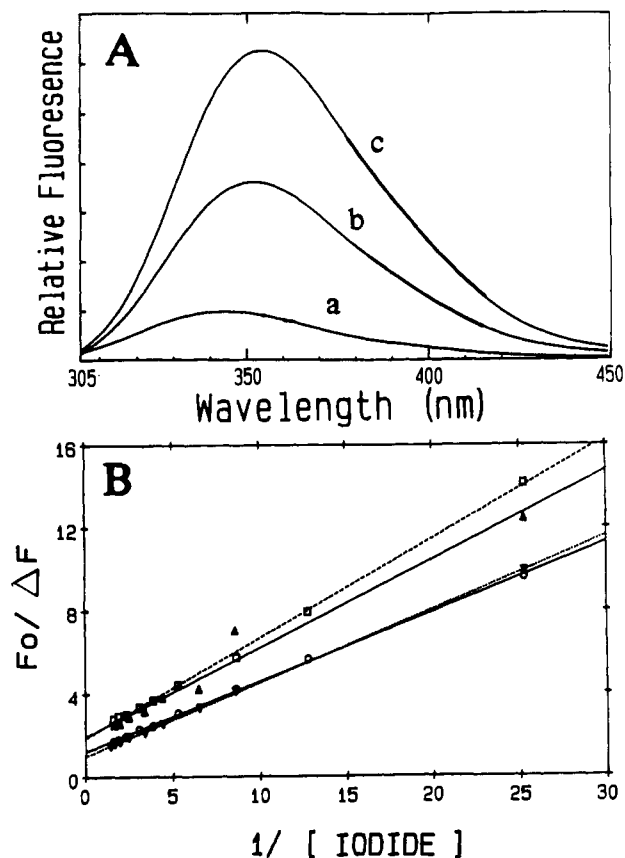 A
Relative Fluoresence
c
b
a
305 350 400 450
Wavelength (nm)
B
16
12
8
4
0
Fo/ △F
0 5 10 15 20 25 30
1/ [ IODIDE ]